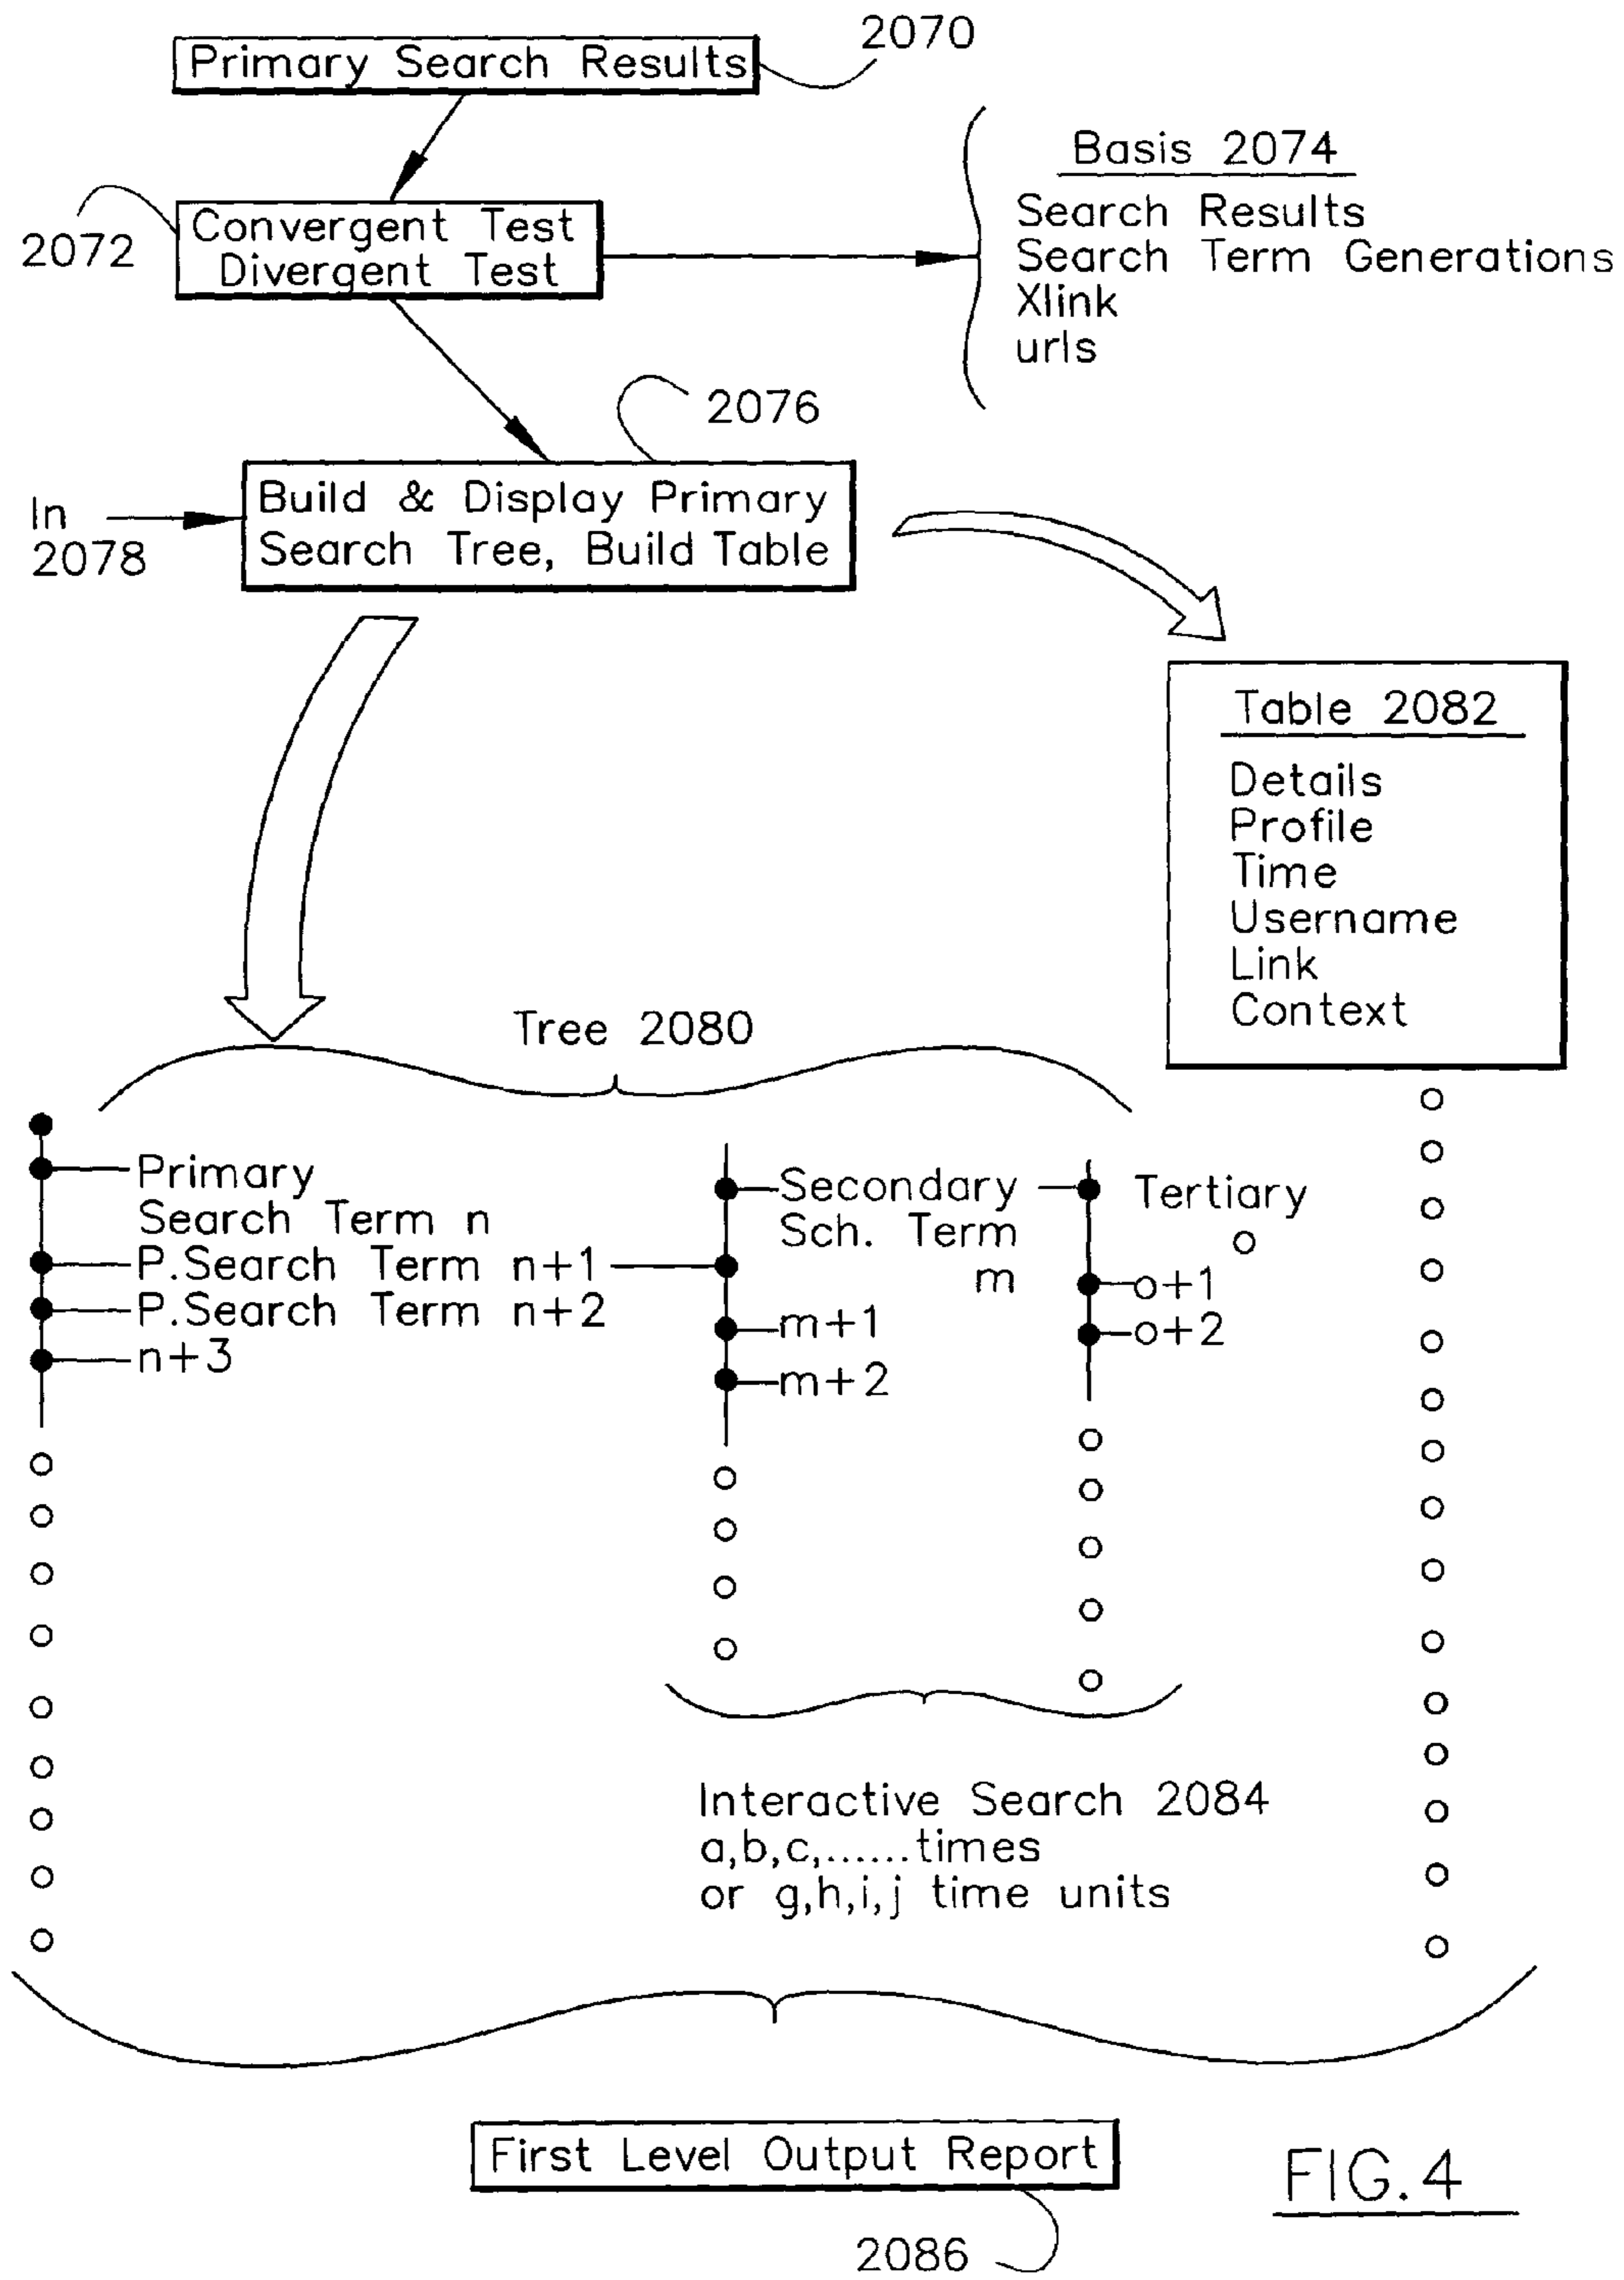 2070
Primary Search Results
Basis 2074
Search Results
Search Term Generations
Xlink
urls
2072
Convergent Test
Divergent Test
2076
In
2078
Build & Display Primary
Search Tree, Build Table
Table 2082
Details
Profile
Time
Username
Link
Context
Tree 2080
Primary
Search Term n
P.Search Term n+1
P.Search Term n+2
n+3
Secondary
Sch. Term
m
m+1
m+2
Tertiary
o
o+1
o+2
Interactive Search 2084
a,b,c,......times
or g,h,i,j time units
First Level Output Report
2086
FIG.4